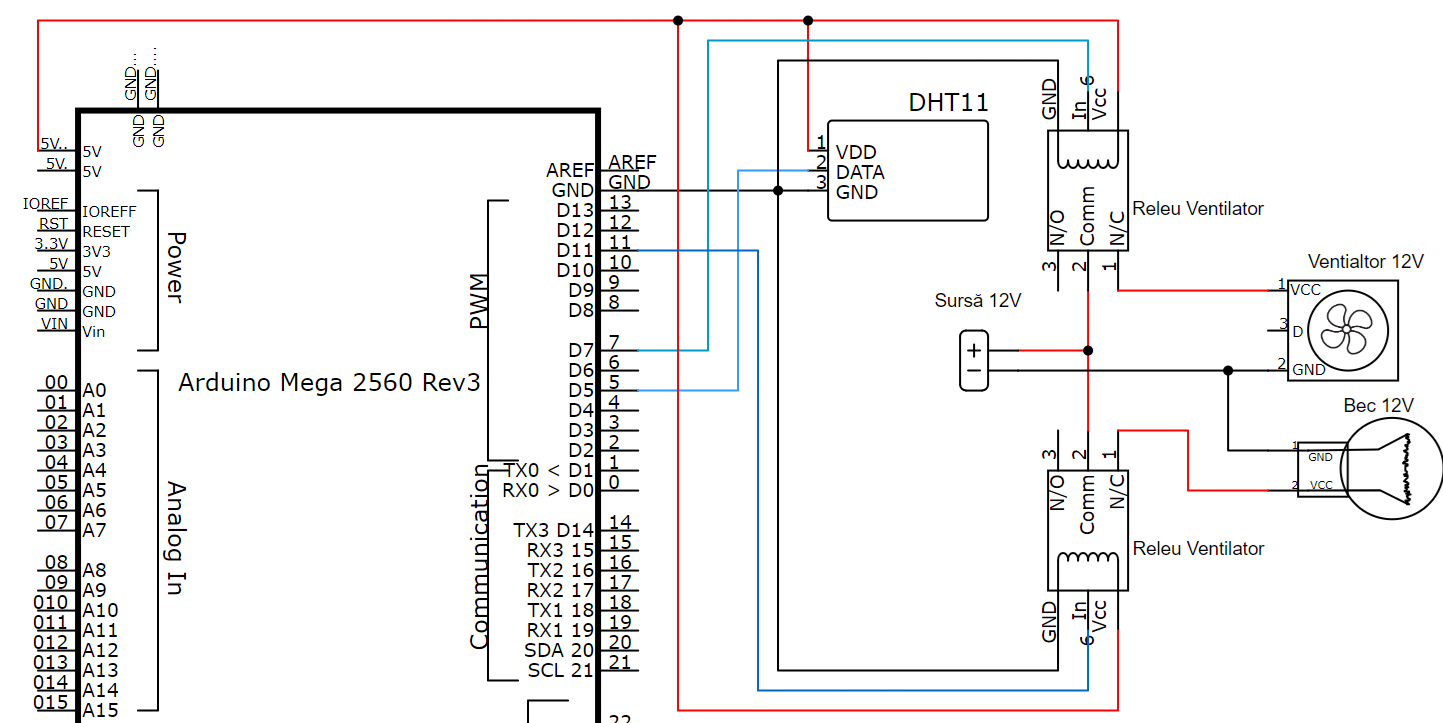 GND...
GND....
GND
GND
5V..
5V
5V.
5V
IOREF
IOREFF
RST
RESET
3.3V
3V3
5V
5V
GND.
GND
GND
GND
VIN
Vin
Power
00
A0
01
A1
02
A2
03
A3
04
A4
05
A5
06
A6
07
A7
08
A8
09
A9
010
A10
011
A11
012
A12
013
A13
014
A14
015
A15
Analog In
Arduino Mega 2560 Rev3
PWM
Communication
AREF
AREF
GND
GND
D13
13
D12
12
D11
11
D10
10
D9
9
D8
8
D7
7
D6
6
D5
5
D4
4
D3
3
D2
2
TX0 < D1
1
RX0 > D0
0
TX3 D14
14
RX3 15
15
TX2 16
16
RX2 17
17
TX1 18
18
RX1 19
19
SDA 20
20
SCL 21
21
22
DHT11
1
VDD
2
DATA
3
GND
GND
In
6
Vcc
N/O
Comm
N/C
3
2
1
Releu Ventilator
Sursă 12V
+
−
Ventialtor 12V
1
VCC
3
D
2
GND
Bec 12V
1
GND
2
VCC
3
2
1
N/O
Comm
N/C
Releu Ventilator
GND
In
6
Vcc